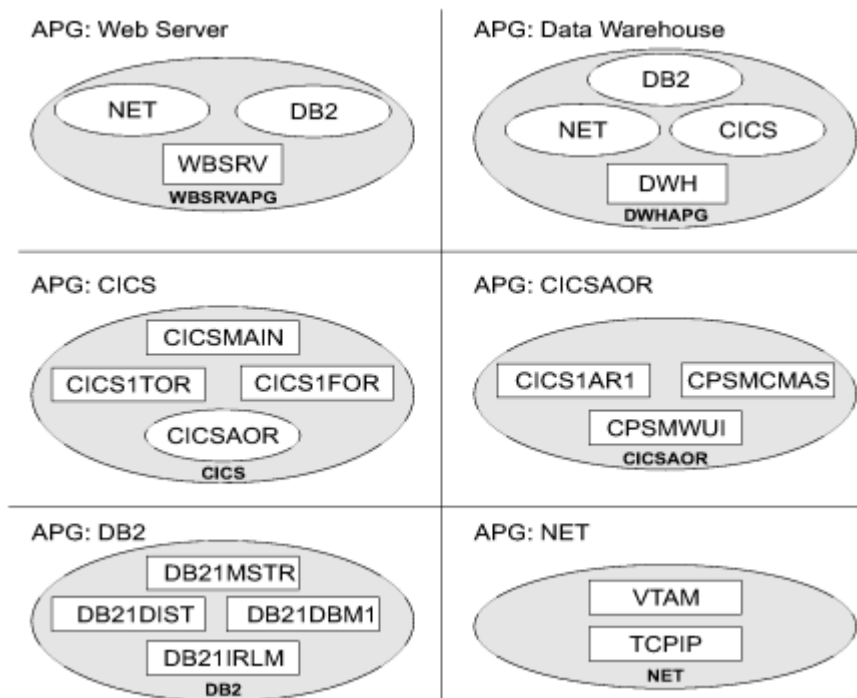 APG: Web Server
NET
DB2
WBSRV
WBSRVAPG
APG: Data Warehouse
DB2
NET
CICS
DWH
DWHAPG
APG: CICS
CICSMAIN
CICS1TOR
CICS1FOR
CICSAOR
CICS
APG: CICSAOR
CICS1AR1
CPSMCMAS
CPSMWUI
CICSAOR
APG: DB2
DB21MSTR
DB21DIST
DB21DBM1
DB21IRLM
DB2
APG: NET
VTAM
TCPIP
NET